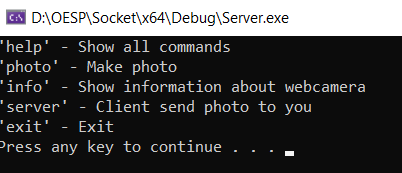 D:\OESP\Socket\x64\Debug\Server.exe
'help' - Show all commands
'photo' - Make photo
'info' - Show information about webcamera
'server' - Client send photo to you
'exit' - Exit
Press any key to continue . . .